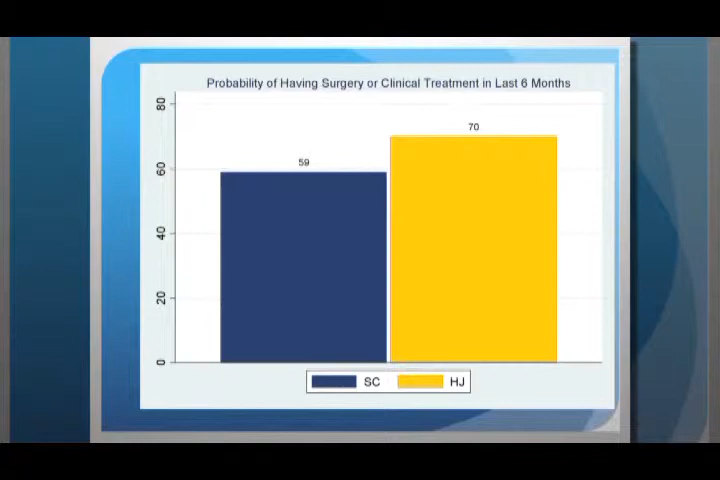 Probability of Having Surgery or Clinical Treatment in Last 6 Months
80
60
40
20
0
59
70
SC
HJ